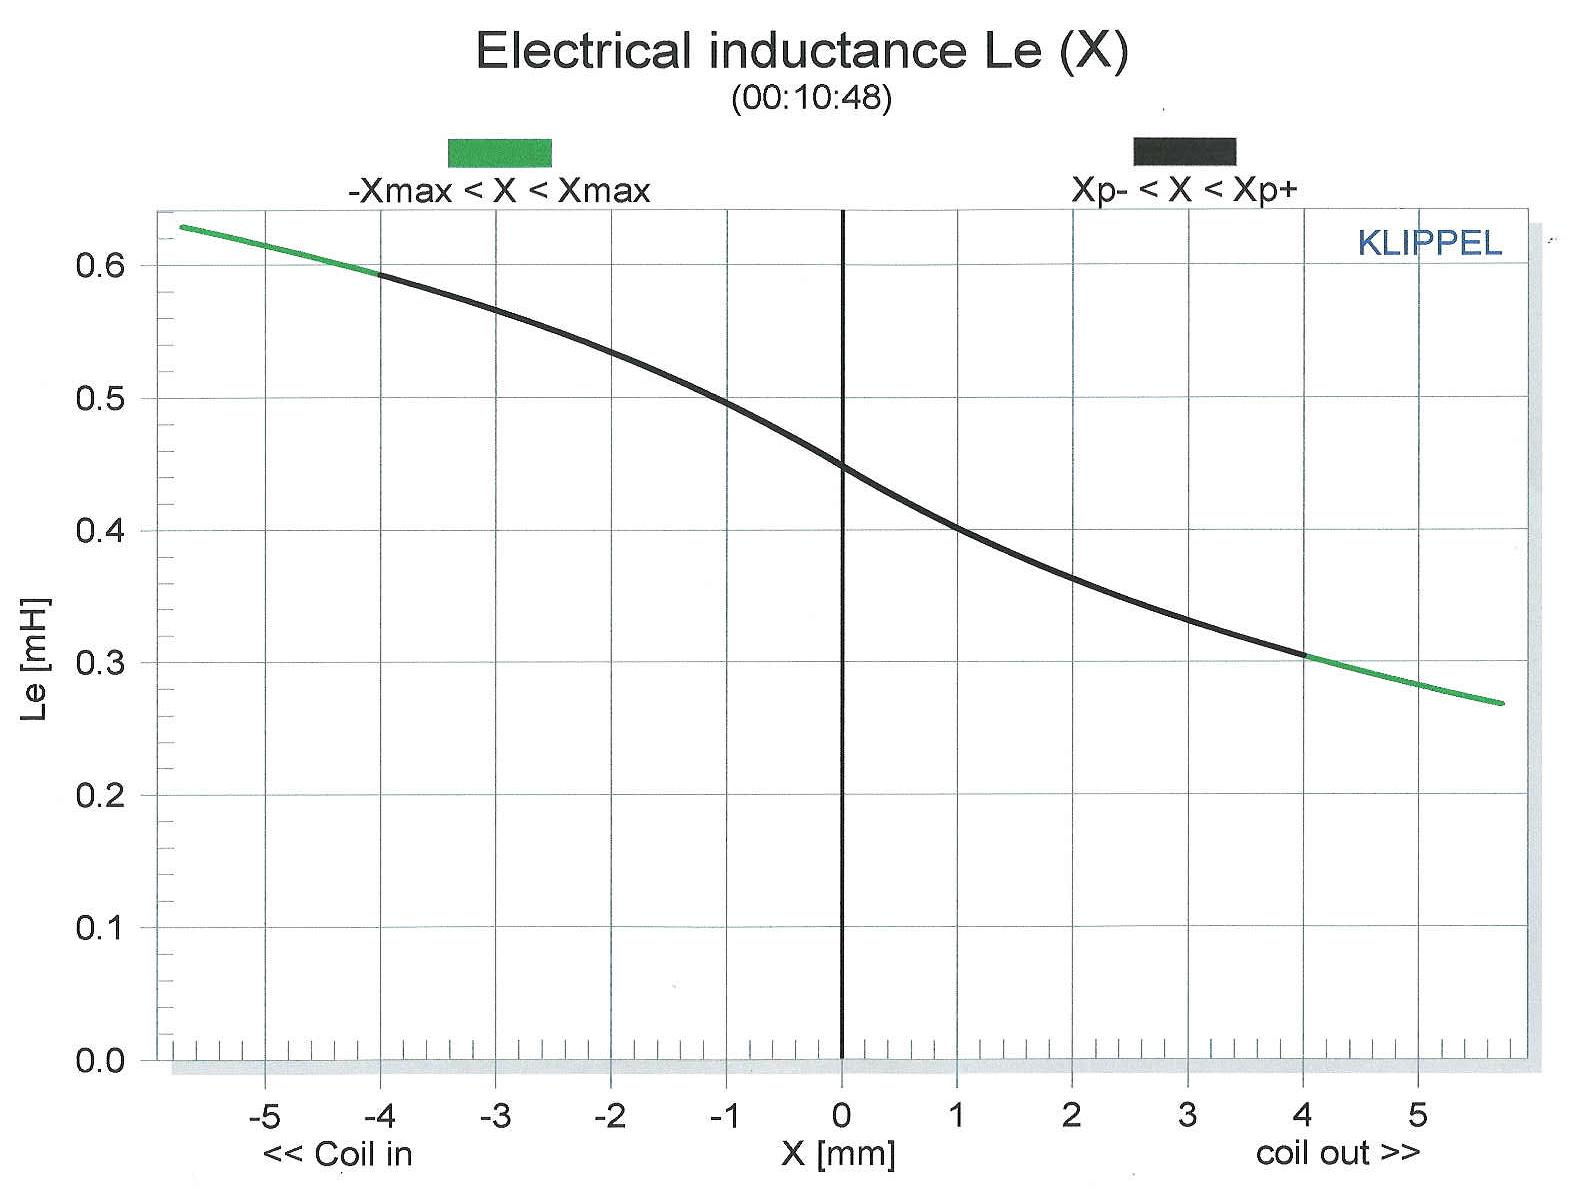 Electrical inductance Le (X)
(00:10:48)
-Xmax < X < Xmax
Xp- < X < Xp+
KLIPPEL
0.6
0.5
0.4
0.3
0.2
0.1
0.0
Le [mH]
-5 -4 -3 -2 -1 0 1 2 3 4 5
<< Coil in X [mm] coil out >>